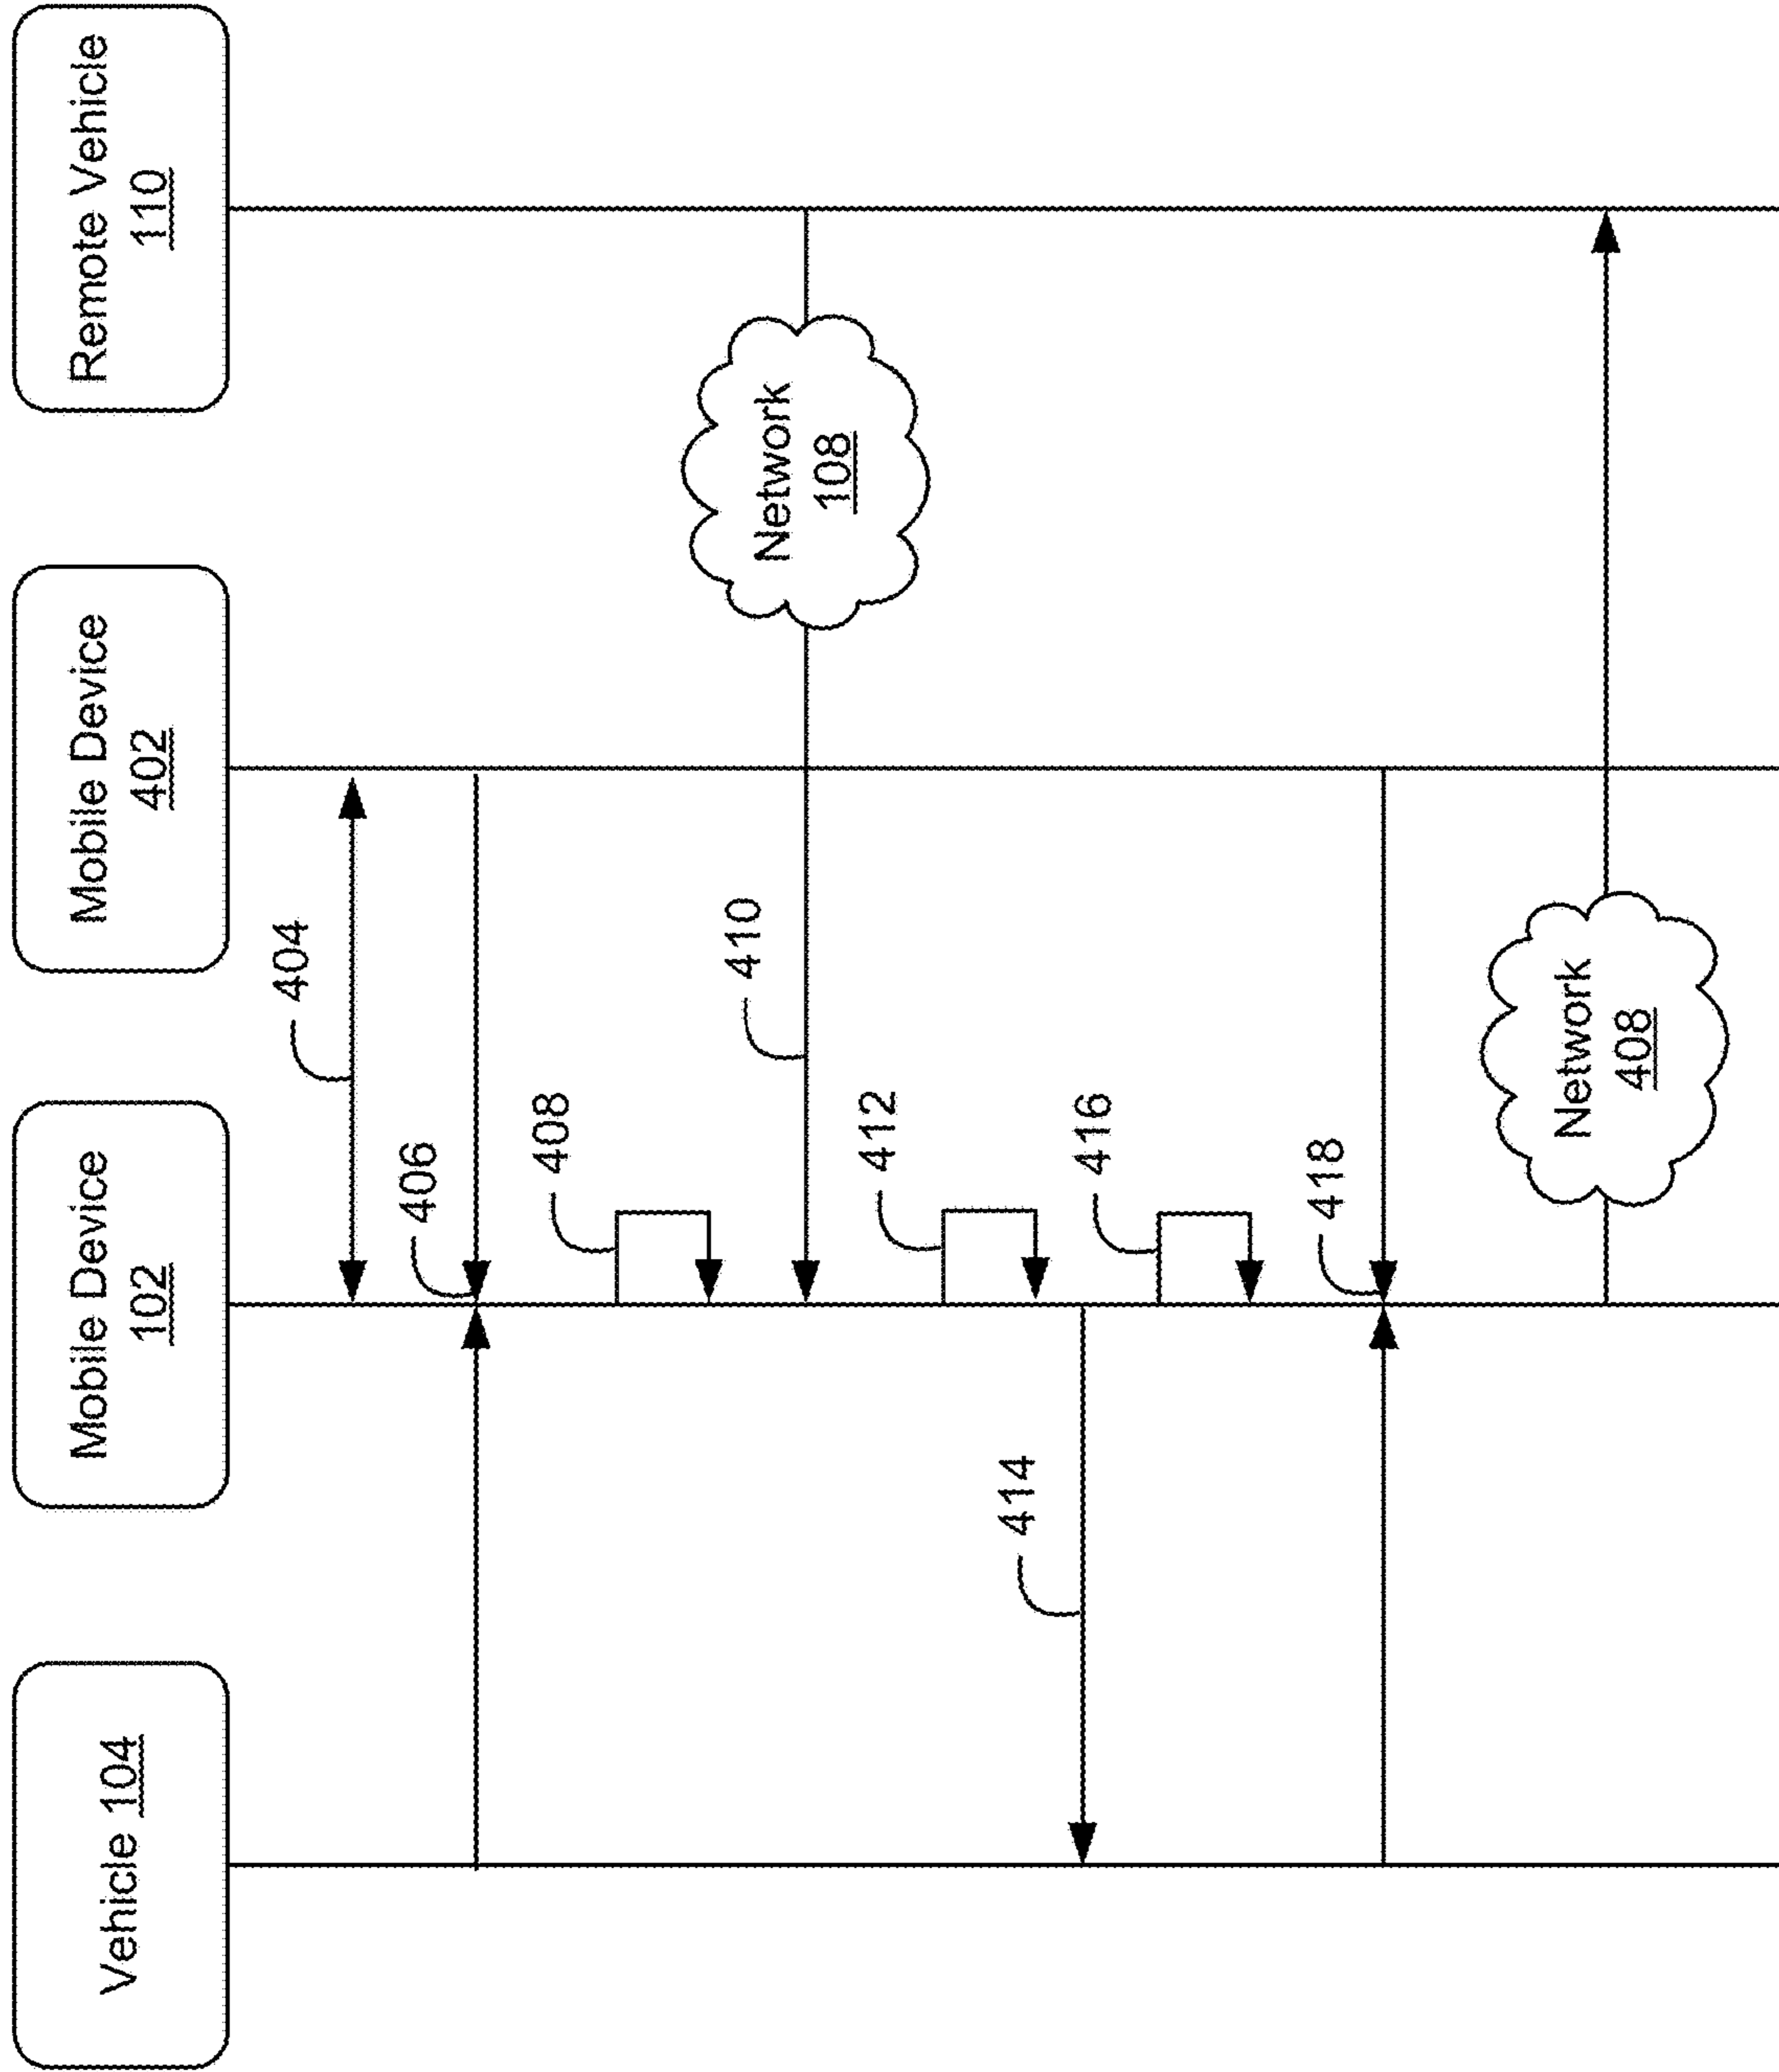 Vehicle 104
Mobile Device
102
Mobile Device
402
Remote Vehicle
110
404
406
408
Network
108
410
412
414
416
418
Network
408